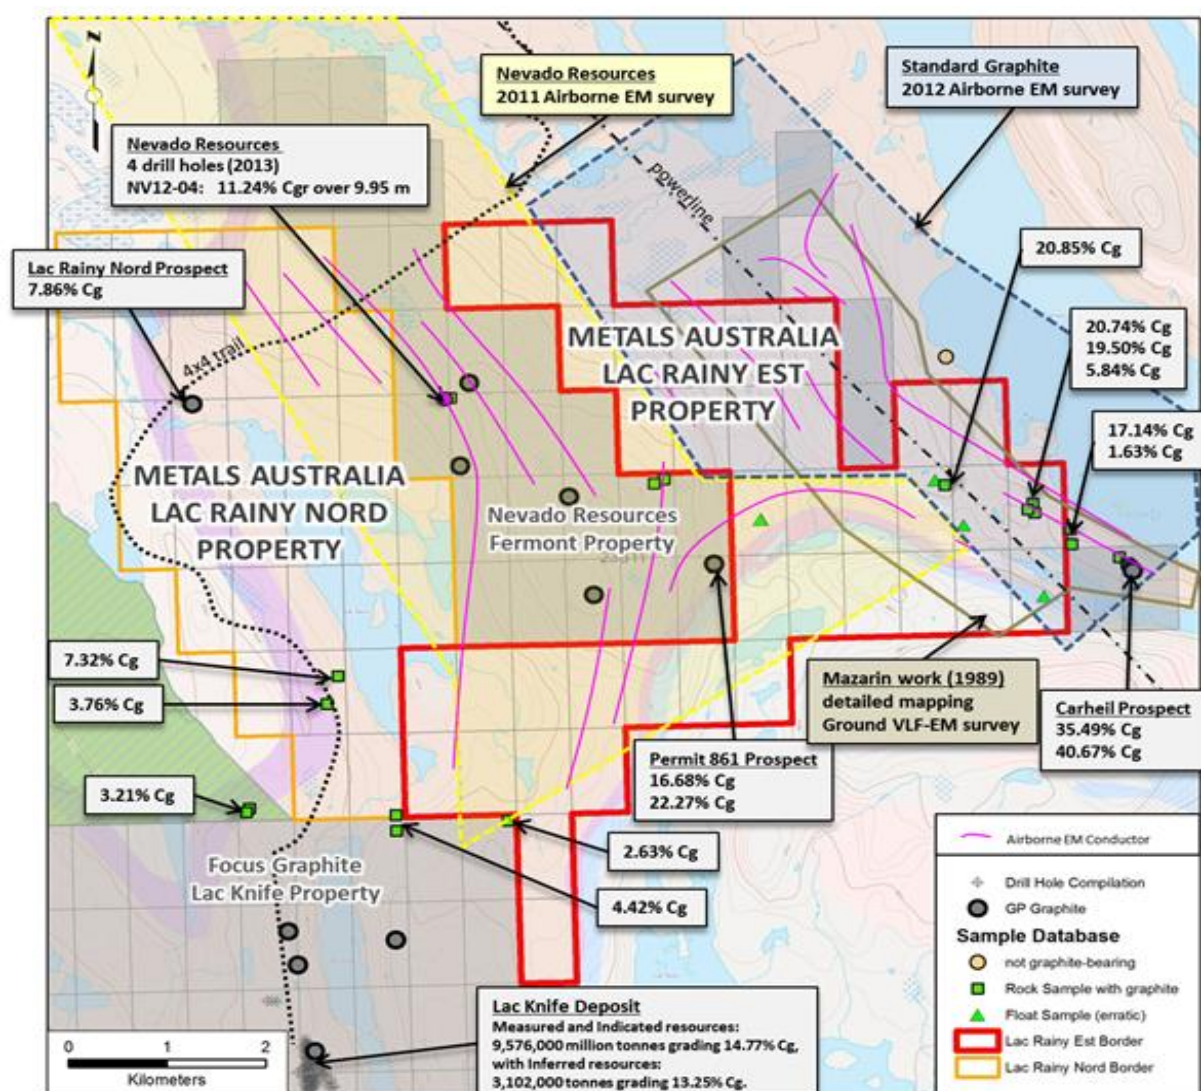 N
Nevado Resources
2011 Airborne EM survey
Standard Graphite
2012 Airborne EM survey
Nevado Resources
4 drill holes (2013)
NV12-04: 11.24% Cgr over 9.95 m
powerline
20.85% Cg
Lac Rainy Nord Prospect
7.86% Cg
4x4 trail
METALS AUSTRALIA
LAC RAINY EST
PROPERTY
20.74% Cg
19.50% Cg
5.84% Cg
17.14% Cg
1.63% Cg
METALS AUSTRALIA
LAC RAINY NORD
PROPERTY
Nevado Resources
Fermont Property
7.32% Cg
3.76% Cg
3.21% Cg
Mazarin work (1989)
detailed mapping
Ground VLF-EM survey
Carheil Prospect
35.49% Cg
40.67% Cg
Permit 861 Prospect
16.68% Cg
22.27% Cg
2.63% Cg
4.42% Cg
Focus Graphite
Lac Knife Property
Lac Knife Deposit
Measured and Indicated resources:
9,576,000 million tonnes grading 14.77% Cg,
with Inferred resources:
3,102,000 tonnes grading 13.25% Cg.
0 1 2
Kilometers
Airborne EM Conductor
Drill Hole Compilation
GP Graphite
Sample Database
not graphite-bearing
Rock Sample with graphite
Float Sample (erratic)
Lac Rainy Est Border
Lac Rainy Nord Border